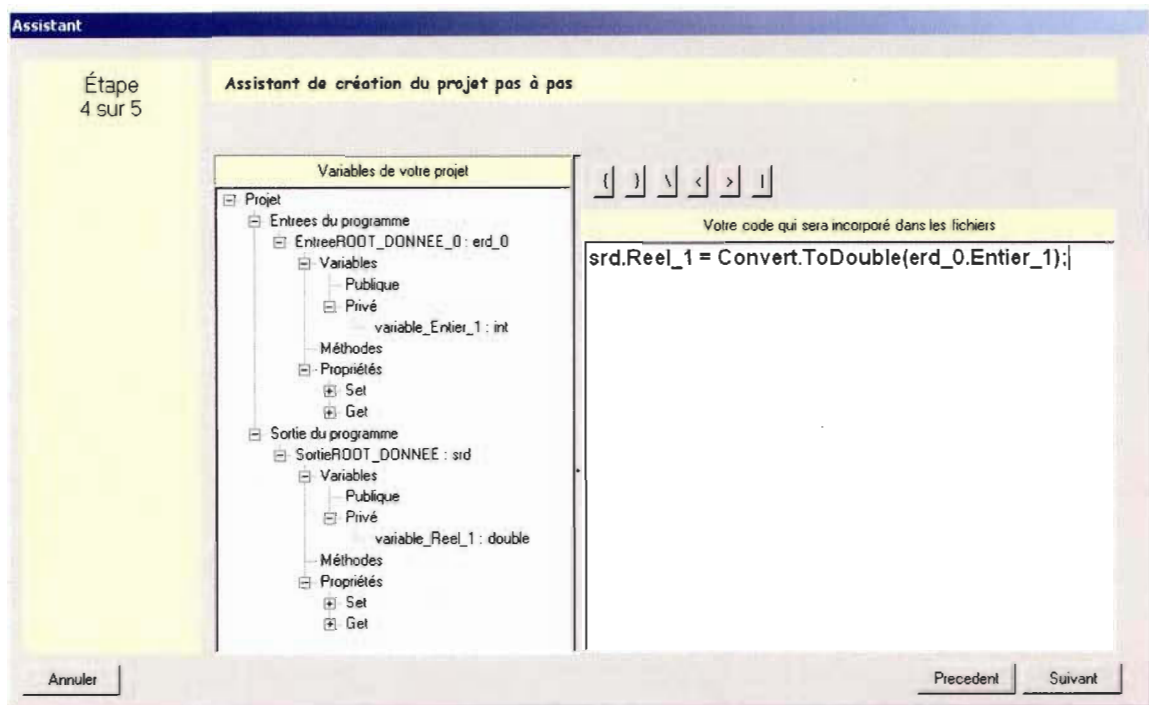 Assistant
Étape
4 sur 5
Assistant de création du projet pas à pas
Variables de votre projet
Projet
Entrees du programme
EntreeROOT_DONNEE_0 : erd_0
Variables
Publique
Privé
variable_Entier_1 : int
Méthodes
Propriétés
Set
Get
Sortie du programme
SortieROOT_DONNEE : srd
Variables
Publique
Privé
variable_Reel_1 : double
Méthodes
Propriétés
Set
Get
{ } \ < > |
Votre code qui sera incorporé dans les fichiers
srd.Reel_1 = Convert.ToDouble(erd_0.Entier_1);
Annuler
Precedent
Suivant